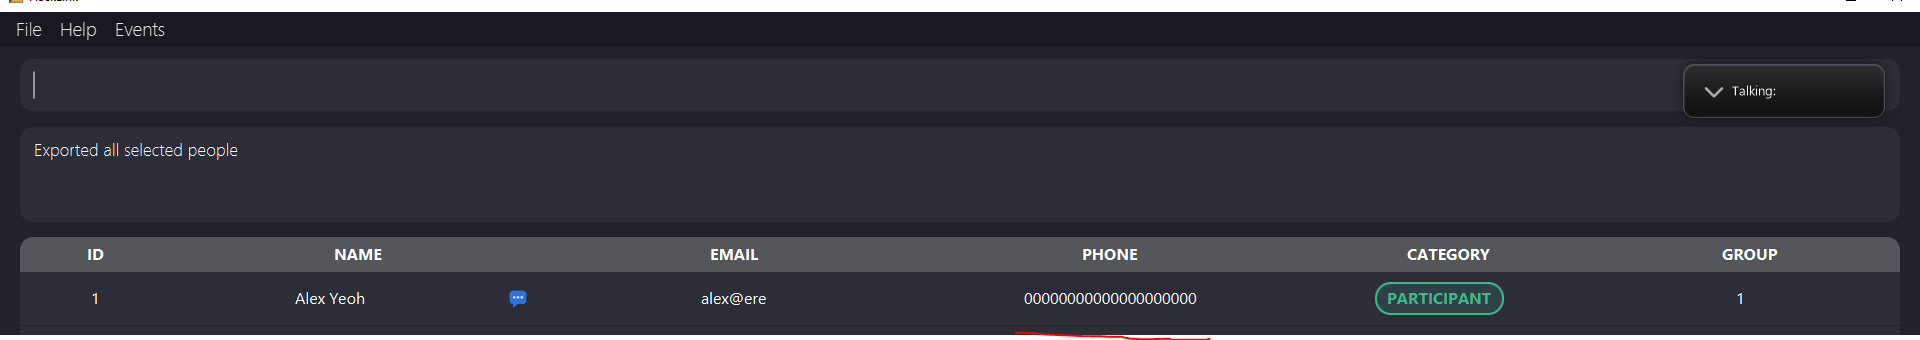 File Help Events
Talking:
Exported all selected people
ID NAME EMAIL PHONE CATEGORY GROUP
1 Alex Yeoh alex@ere 00000000000000000000 PARTICIPANT 1